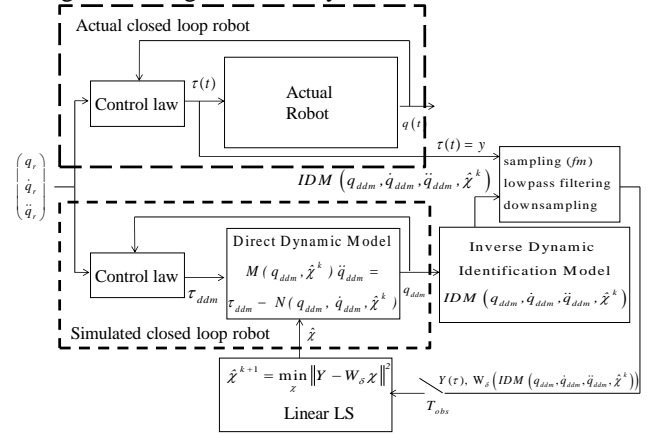 Actual closed loop robot
τ(t)
Control law
Actual
Robot
q(t)
τ(t) = y
q_r
q̇_r
q̈_r
IDM (q_ddm, q̇_ddm, q̈_ddm, χ̂^k)
sampling (fm)
lowpass filtering
downsampling
Direct Dynamic Model
M(q_ddm, χ̂^k) q̈_ddm =
τ_ddm − N(q_ddm, q̇_ddm, χ̂^k)
Control law
τ_ddm
q_ddm
Inverse Dynamic
Identification Model
IDM (q_ddm, q̇_ddm, q̈_ddm, χ̂^k)
Simulated closed loop robot
χ̂
χ̂^{k+1} = min_χ ‖Y − W_δ χ‖²
Linear LS
Y(τ), W_δ(IDM(q_ddm, q̇_ddm, q̈_ddm, χ̂^k))
T_obs